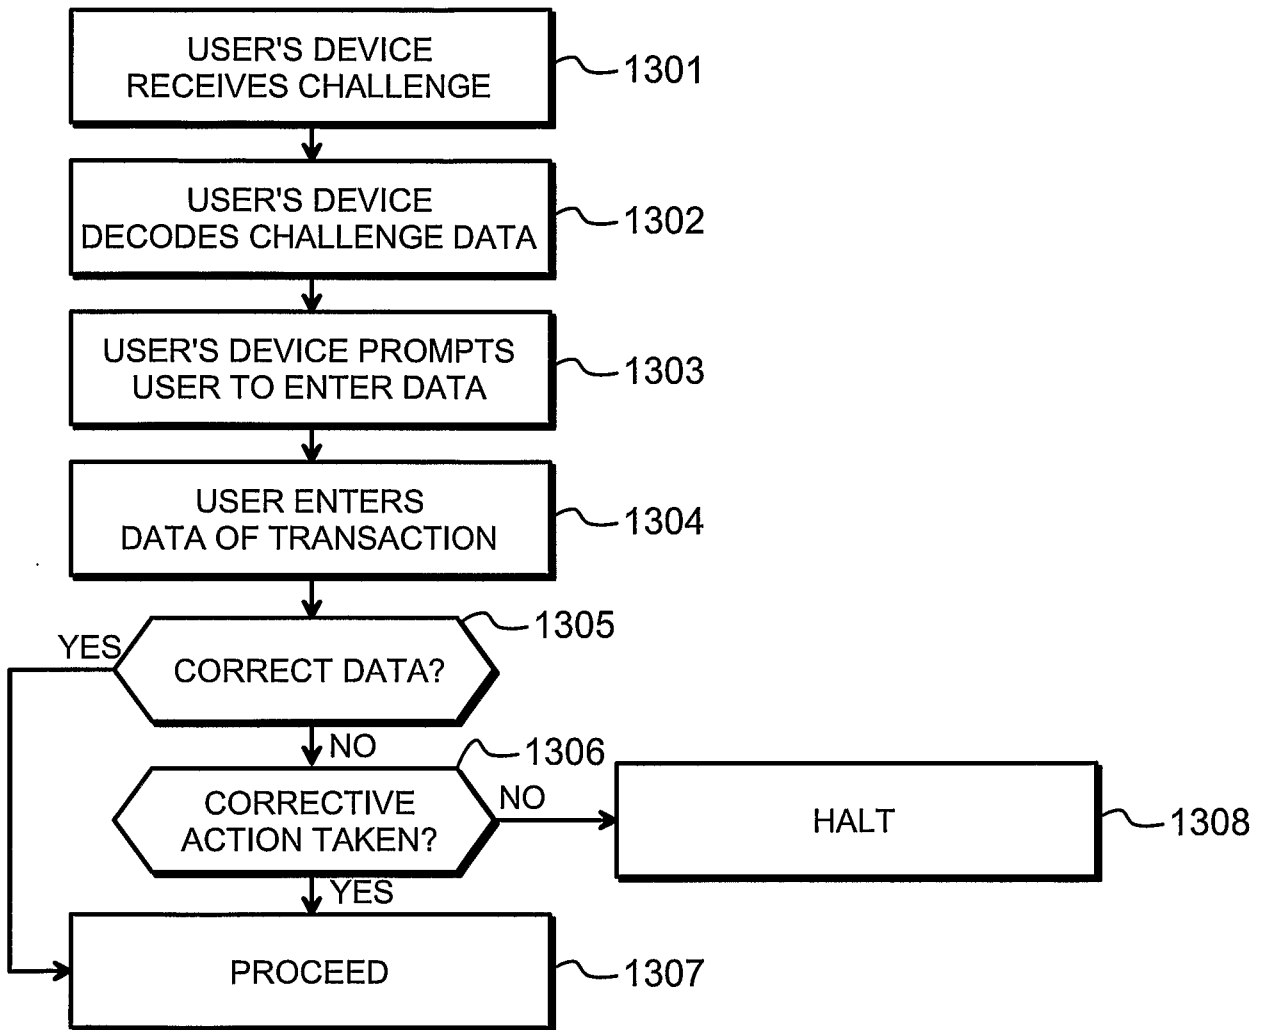 USER'S DEVICE
RECEIVES CHALLENGE
1301
USER'S DEVICE
DECODES CHALLENGE DATA
1302
USER'S DEVICE PROMPTS
USER TO ENTER DATA
1303
USER ENTERS
DATA OF TRANSACTION
1304
1305
YES
CORRECT DATA?
NO
1306
CORRECTIVE
ACTION TAKEN?
NO
HALT
1308
YES
PROCEED
1307